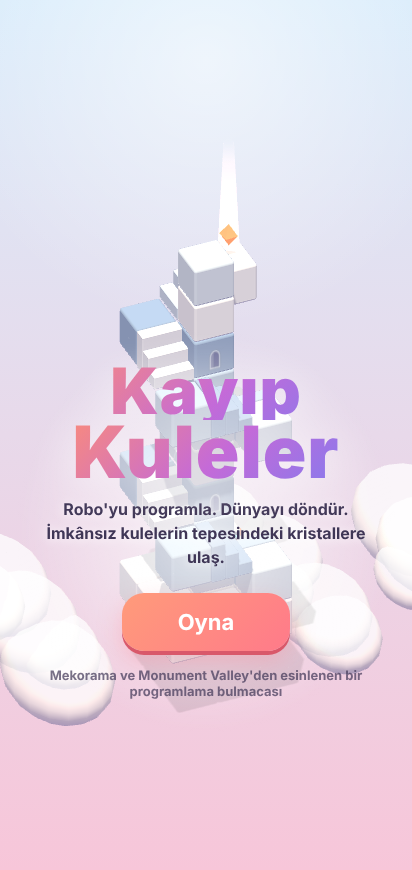 Kayıp
Kuleler
Robo'yu programla. Dünyayı döndür.
İmkânsız kulelerin tepesindeki kristallere
ulaş.
Oyna
Mekorama ve Monument Valley'den esinlenen bir
programlama bulmacası